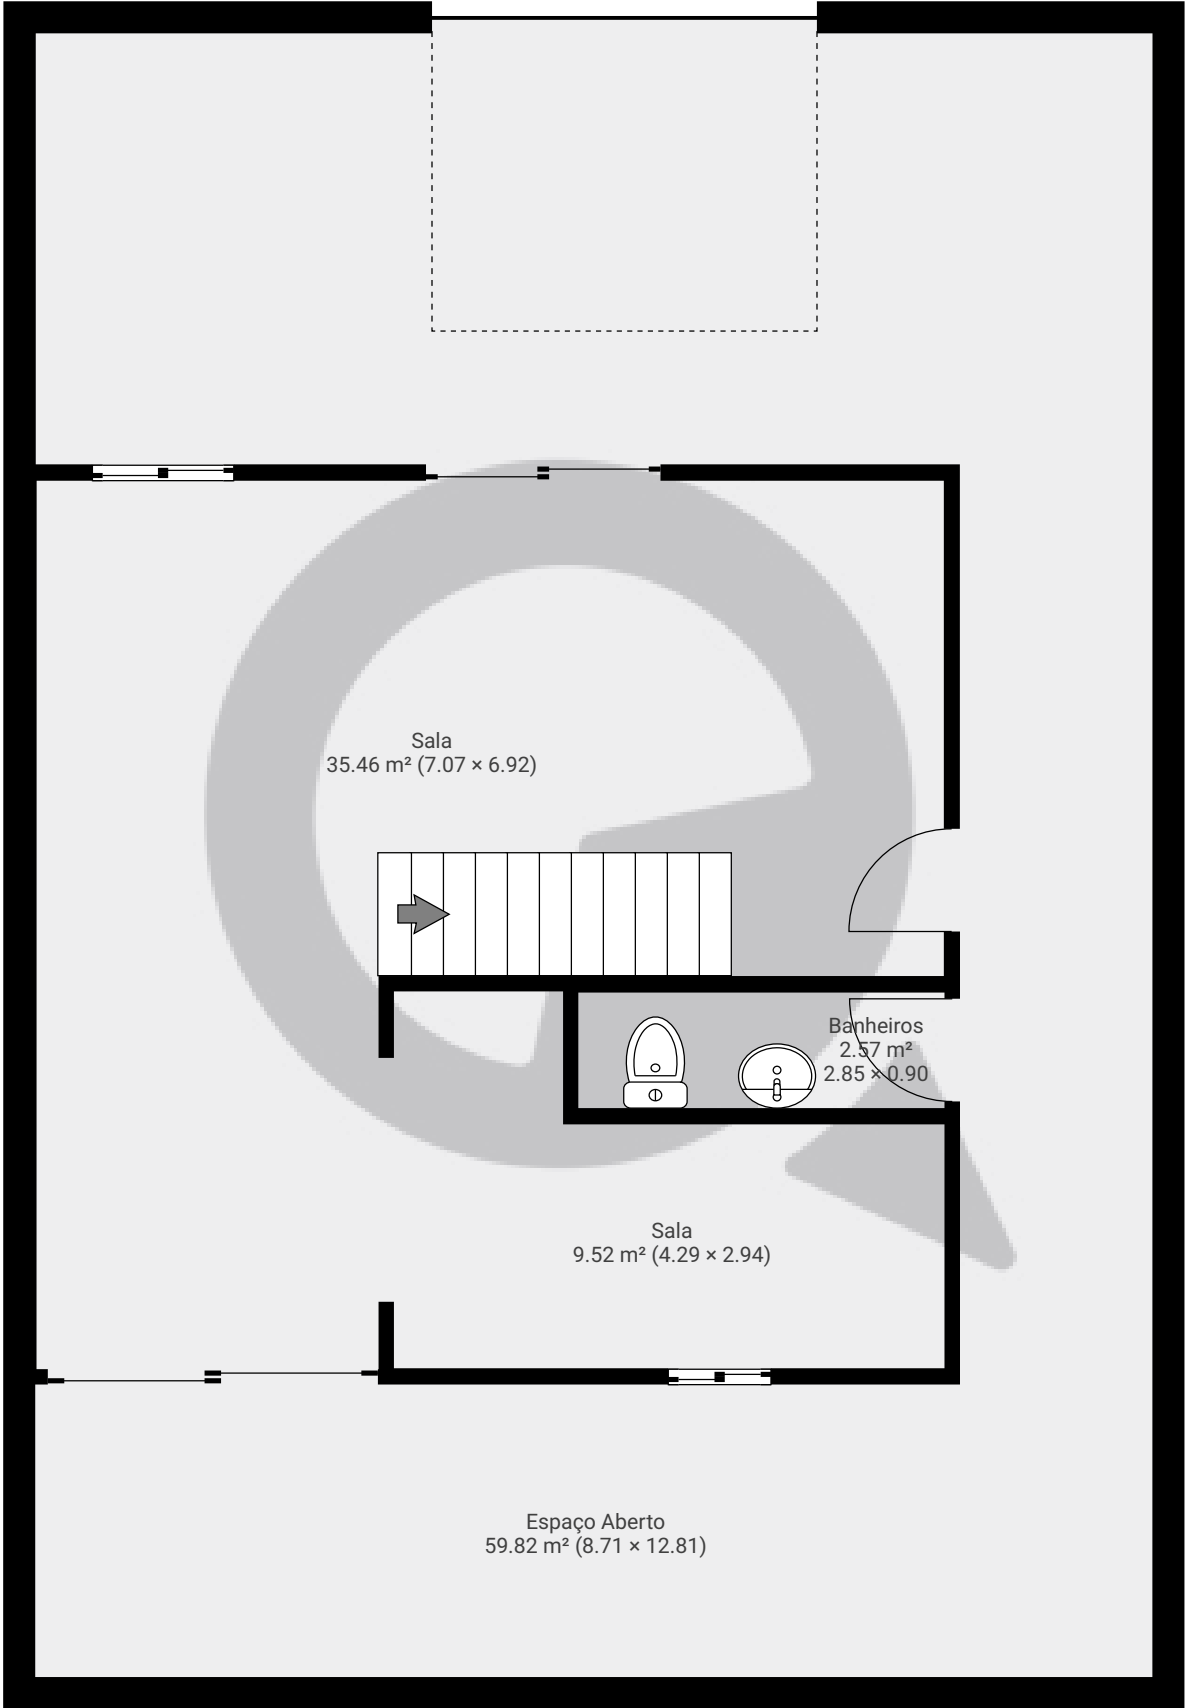 Sala
35.46 m² (7.07 × 6.92)
Banheiros
2.57 m²
2.85 × 0.90
Sala
9.52 m² (4.29 × 2.94)
Espaço Aberto
59.82 m² (8.71 × 12.81)